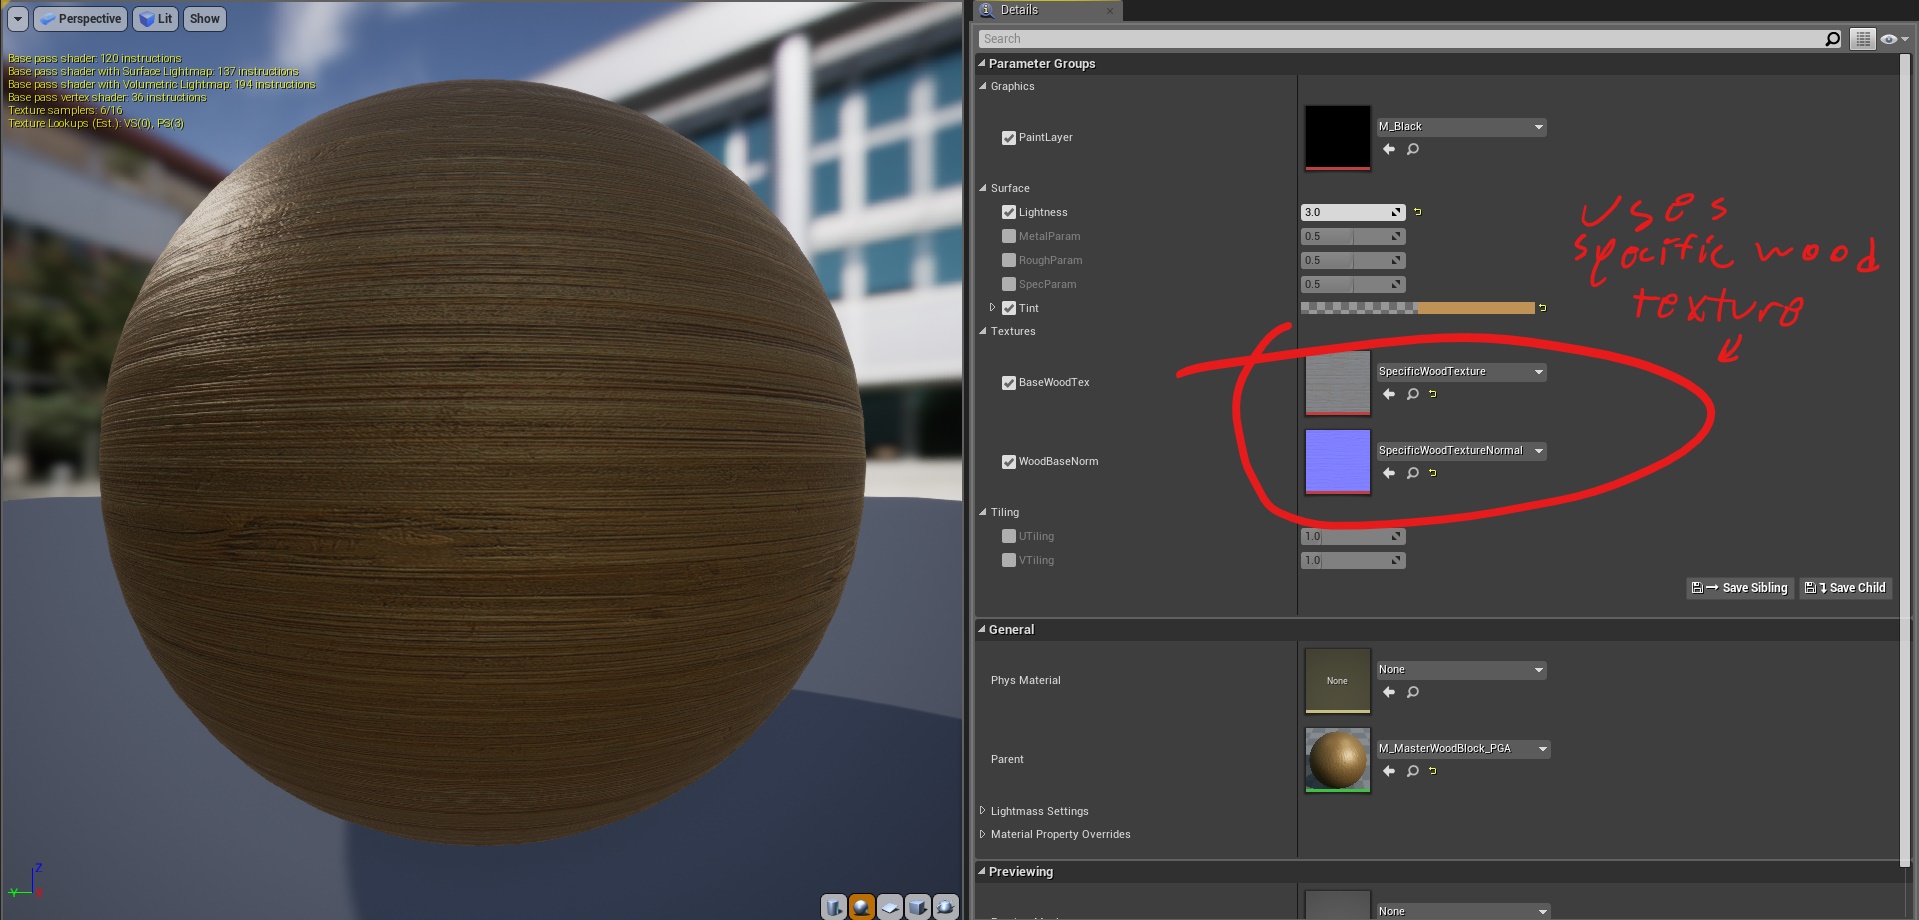 Perspective
Lit
Show
Base pass shader: 120 instructions
Base pass shader with Surface Lightmap: 137 instructions
Base pass shader with Volumetric Lightmap: 194 instructions
Base pass vertex shader: 36 instructions
Texture samplers: 6/16
Texture Lookups (Est.): VS(0), PS(3)
Z
Y
Details
Search
Parameter Groups
Graphics
PaintLayer
M_Black
Surface
Lightness 3.0
MetalParam 0.5
RoughParam 0.5
SpecParam 0.5
Tint
uses
specific wood
texture
Textures
BaseWoodTex
SpecificWoodTexture
WoodBaseNorm
SpecificWoodTextureNormal
Tiling
UTiling 1.0
VTiling 1.0
Save Sibling
Save Child
General
Phys Material
None
None
Parent
M_MasterWoodBlock_PGA
Lightmass Settings
Material Property Overrides
Previewing
None